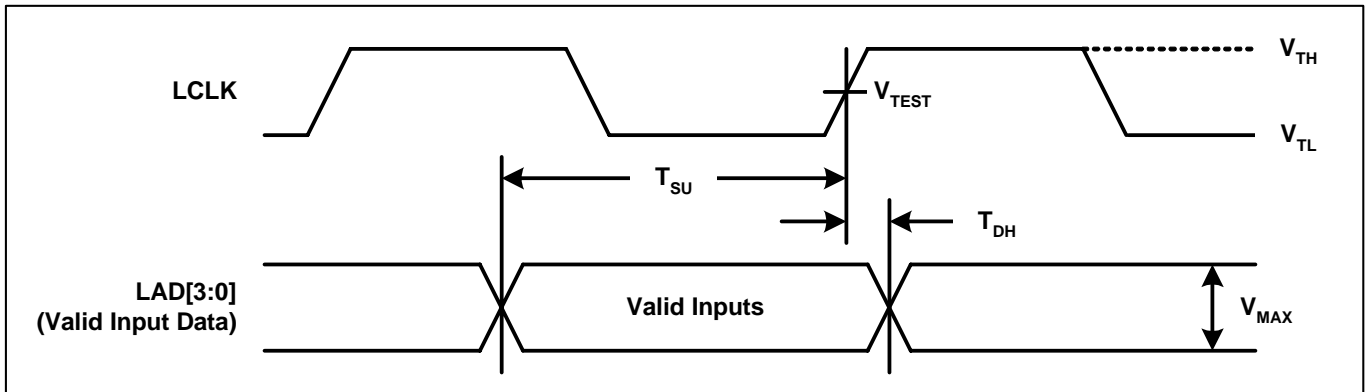 LCLK
V_TH
V_TEST
V_TL
T_SU
T_DH
LAD[3:0]
(Valid Input Data)
Valid Inputs
V_MAX